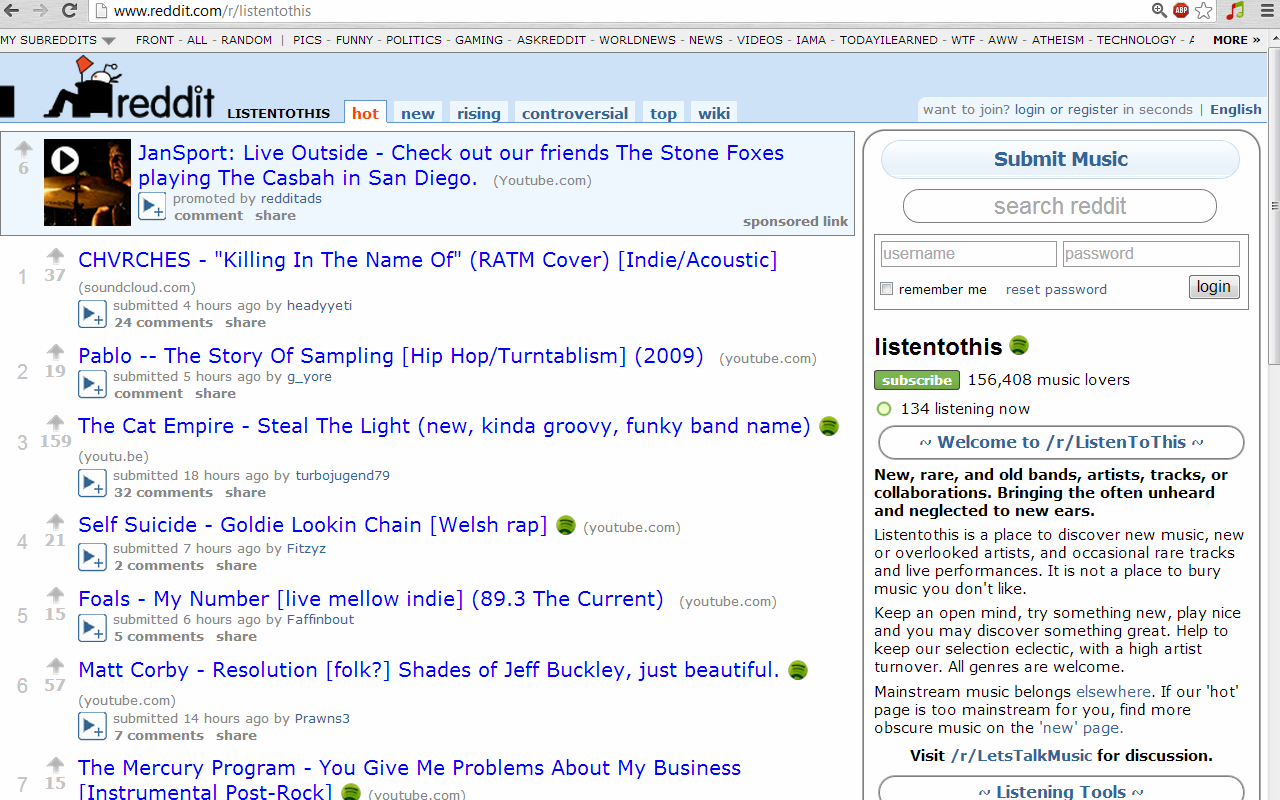 www.reddit.com/r/listentothis
ABP
MY SUBREDDITS FRONT - ALL - RANDOM | PICS - FUNNY - POLITICS - GAMING - ASKREDDIT - WORLDNEWS - NEWS - VIDEOS - IAMA - TODAYILEARNED - WTF - AWW - ATHEISM - TECHNOLOGY - A MORE »
reddit LISTENTOTHIS hot new rising controversial top wiki
want to join? login or register in seconds | English
6
JanSport: Live Outside - Check out our friends The Stone Foxes
playing The Casbah in San Diego. (Youtube.com)
promoted by redditads
comment share
sponsored link
1
37
CHVRCHES - "Killing In The Name Of" (RATM Cover) [Indie/Acoustic]
(soundcloud.com)
submitted 4 hours ago by headyyeti
24 comments share
2
19
Pablo -- The Story Of Sampling [Hip Hop/Turntablism] (2009) (youtube.com)
submitted 5 hours ago by g_yore
comment share
3
159
The Cat Empire - Steal The Light (new, kinda groovy, funky band name)
(youtu.be)
submitted 18 hours ago by turbojugend79
32 comments share
4
21
Self Suicide - Goldie Lookin Chain [Welsh rap] (youtube.com)
submitted 7 hours ago by Fitzyz
2 comments share
5
15
Foals - My Number [live mellow indie] (89.3 The Current) (youtube.com)
submitted 6 hours ago by Faffinbout
5 comments share
6
57
Matt Corby - Resolution [folk?] Shades of Jeff Buckley, just beautiful.
(youtube.com)
submitted 14 hours ago by Prawns3
7 comments share
7
15
The Mercury Program - You Give Me Problems About My Business
[Instrumental Post-Rock] (youtube.com)
Submit Music
search reddit
username password
remember me reset password login
listentothis
subscribe 156,408 music lovers
134 listening now
~ Welcome to /r/ListenToThis ~
New, rare, and old bands, artists, tracks, or
collaborations. Bringing the often unheard
and neglected to new ears.
Listentothis is a place to discover new music, new
or overlooked artists, and occasional rare tracks
and live performances. It is not a place to bury
music you don't like.
Keep an open mind, try something new, play nice
and you may discover something great. Help to
keep our selection eclectic, with a high artist
turnover. All genres are welcome.
Mainstream music belongs elsewhere. If our 'hot'
page is too mainstream for you, find more
obscure music on the 'new' page.
Visit /r/LetsTalkMusic for discussion.
~ Listening Tools ~